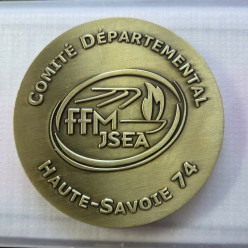 COMITÉ DÉPARTEMENTAL
FFM
JSEA
HAUTE-SAVOIE 74